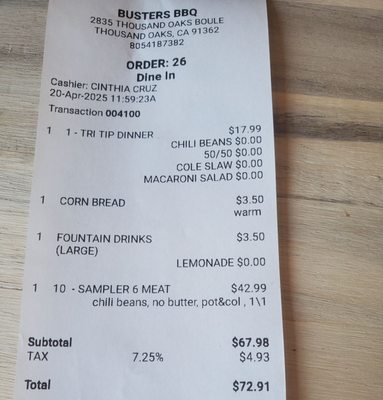 BUSTERS BBQ
2835 THOUSAND OAKS BOULE
THOUSAND OAKS, CA 91362
8054187382
ORDER: 26
Dine In
Cashier: CINTHIA CRUZ
20-Apr-2025 11:59:23A
Transaction 004100
1 1 - TRI TIP DINNER $17.99
CHILI BEANS $0.00
50/50 $0.00
COLE SLAW $0.00
MACARONI SALAD $0.00
1 CORN BREAD $3.50
warm
1 FOUNTAIN DRINKS $3.50
(LARGE)
LEMONADE $0.00
1 10 - SAMPLER 6 MEAT $42.99
chili beans, no butter, pot&col , 1\1
Subtotal $67.98
TAX 7.25% $4.93
Total $72.91